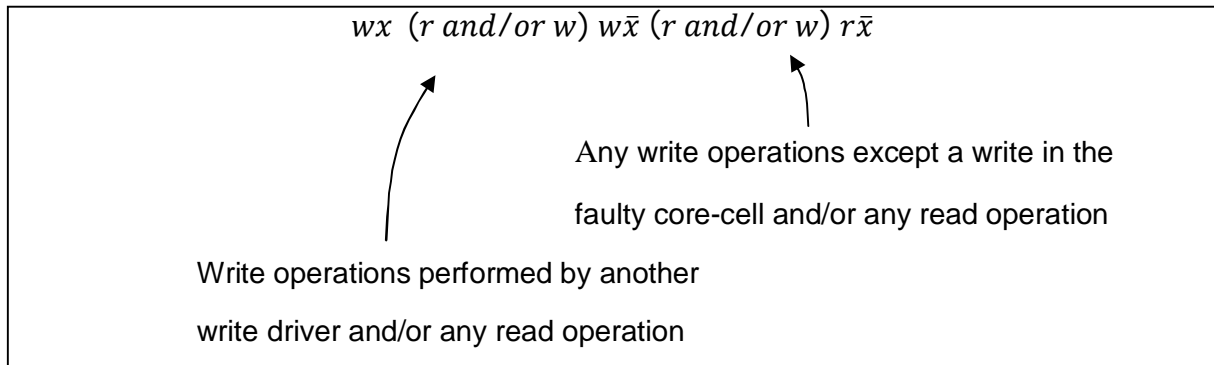 𝑤𝑥 (𝑟 𝑎𝑛𝑑/𝑜𝑟 𝑤) 𝑤𝑥̄ (𝑟 𝑎𝑛𝑑/𝑜𝑟 𝑤) 𝑟𝑥̄
Any write operations except a write in the
faulty core-cell and/or any read operation
Write operations performed by another
write driver and/or any read operation